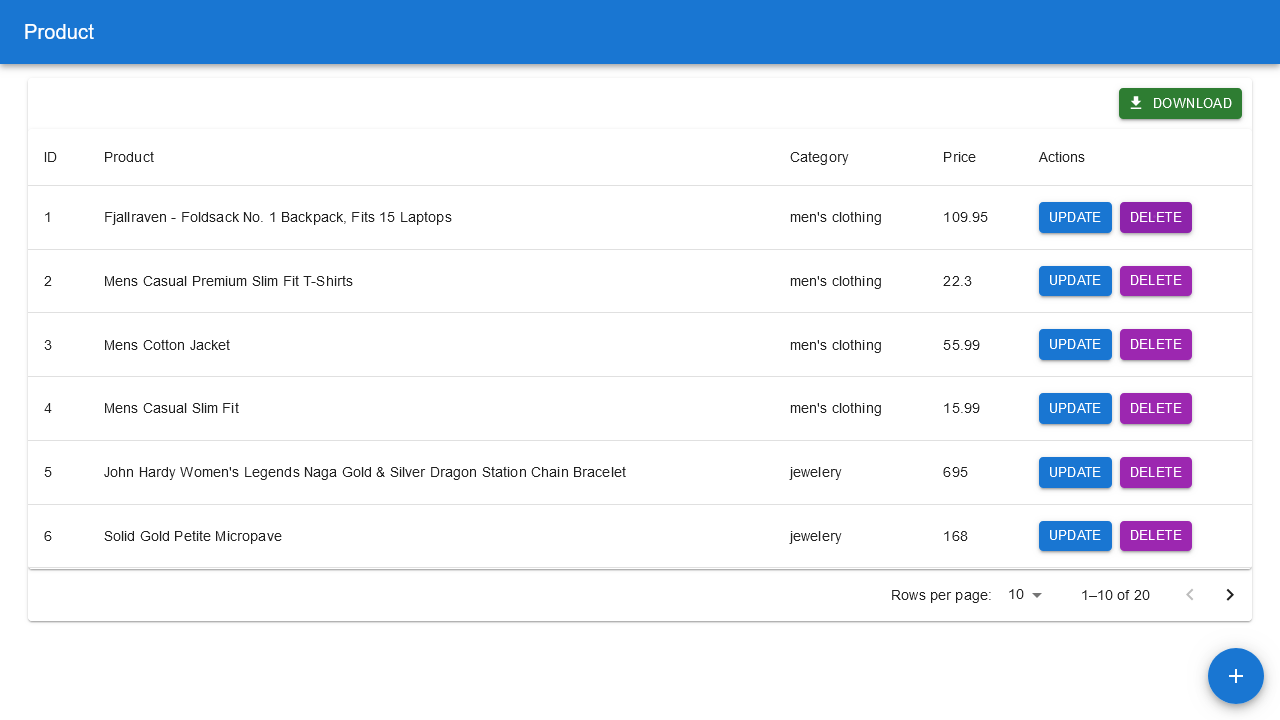 Product
DOWNLOAD
ID Product Category Price Actions
1 Fjallraven - Foldsack No. 1 Backpack, Fits 15 Laptops men's clothing 109.95 UPDATE DELETE
2 Mens Casual Premium Slim Fit T-Shirts men's clothing 22.3 UPDATE DELETE
3 Mens Cotton Jacket men's clothing 55.99 UPDATE DELETE
4 Mens Casual Slim Fit men's clothing 15.99 UPDATE DELETE
5 John Hardy Women's Legends Naga Gold & Silver Dragon Station Chain Bracelet jewelery 695 UPDATE DELETE
6 Solid Gold Petite Micropave jewelery 168 UPDATE DELETE
Rows per page: 10 1–10 of 20